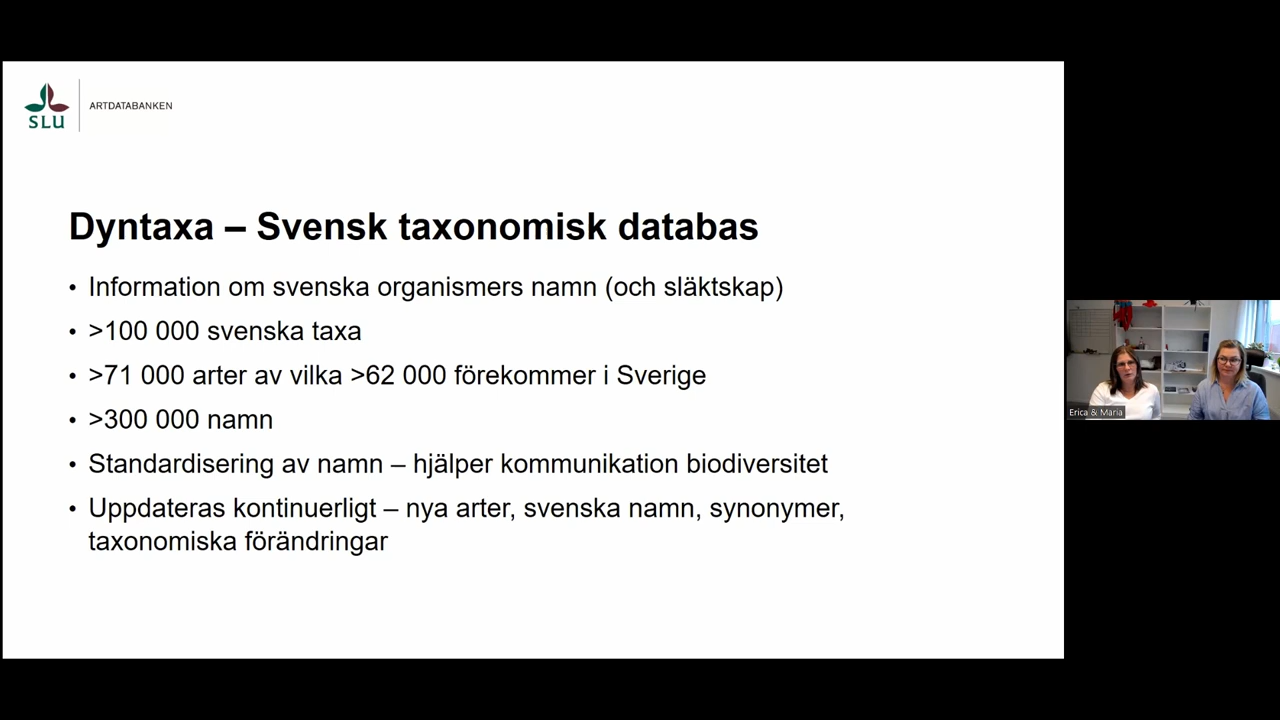 SLU
ARTDATABANKEN
Dyntaxa – Svensk taxonomisk databas
• Information om svenska organismers namn (och släktskap)
• >100 000 svenska taxa
• >71 000 arter av vilka >62 000 förekommer i Sverige
• >300 000 namn
• Standardisering av namn – hjälper kommunikation biodiversitet
• Uppdateras kontinuerligt – nya arter, svenska namn, synonymer,
taxonomiska förändringar
Erica & Maria